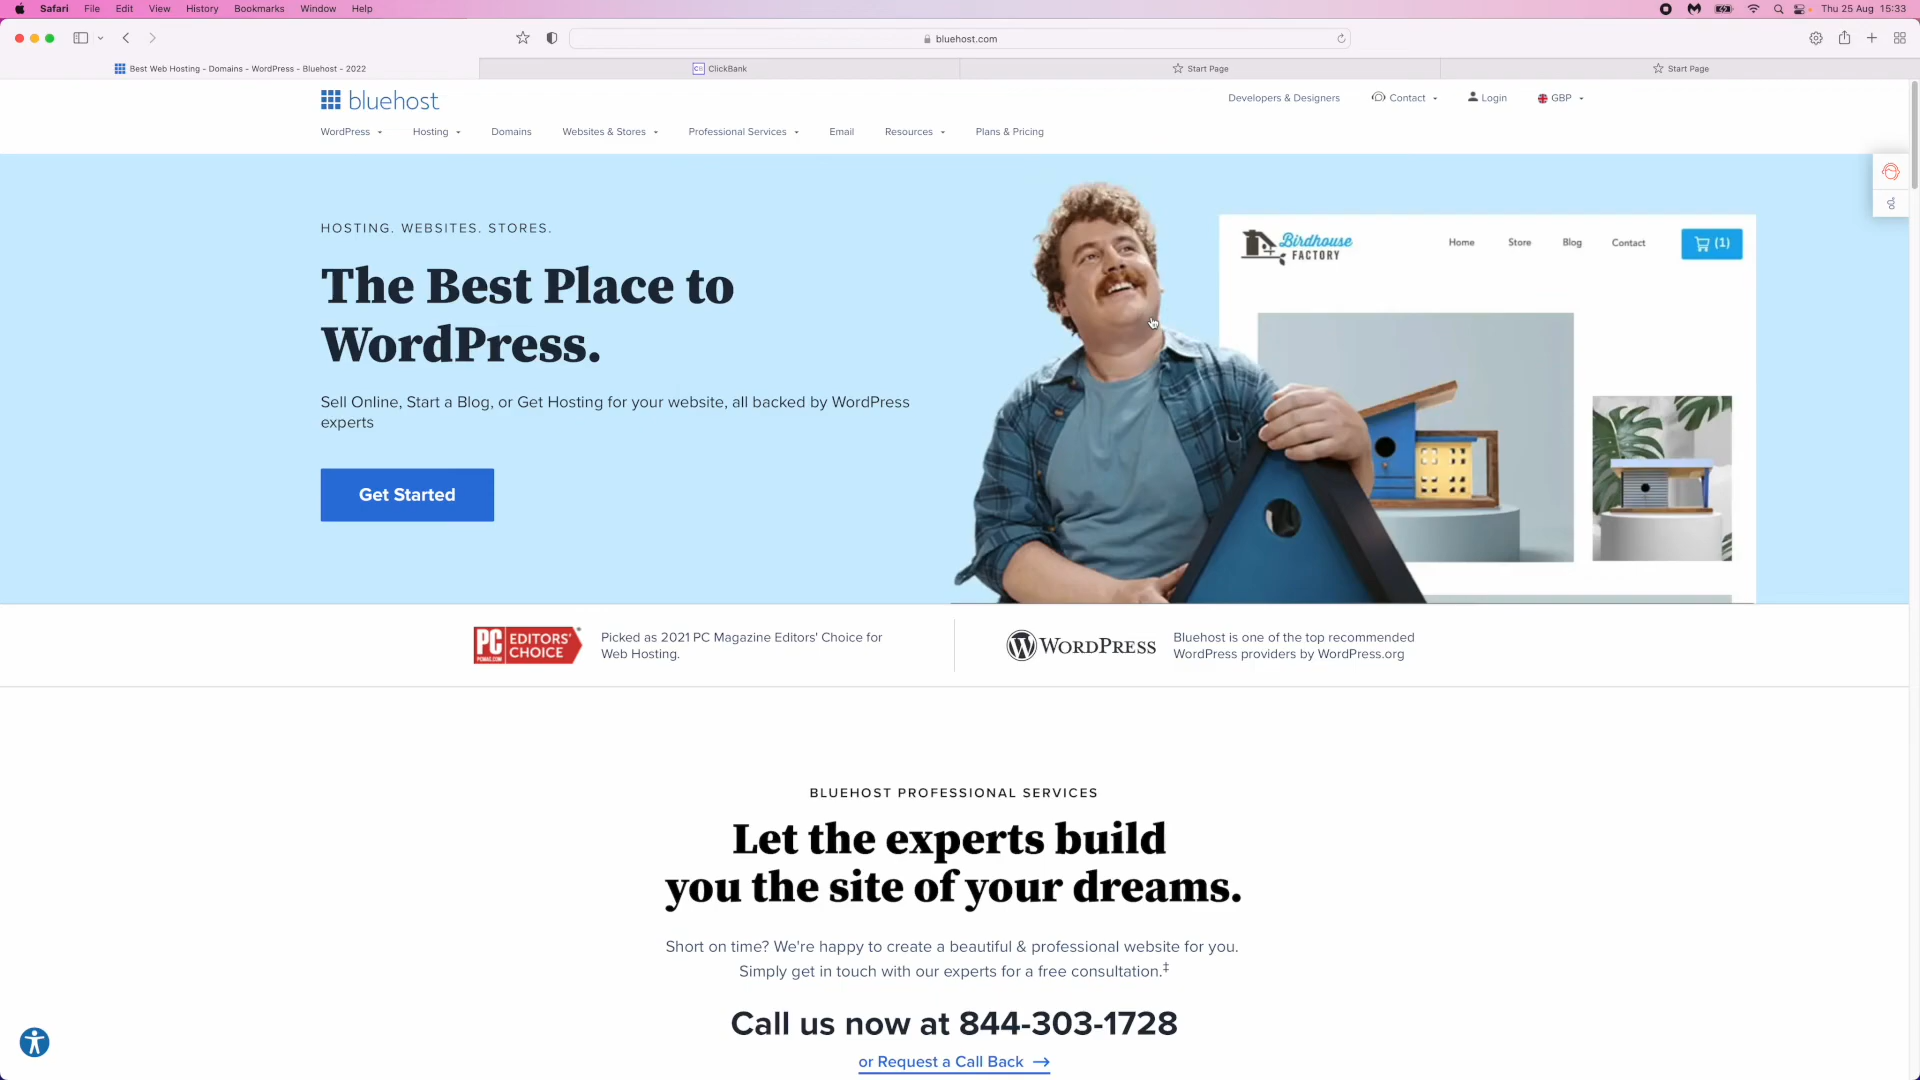 Safari File Edit View History Bookmarks Window Help
Thu 25 Aug 15:33
bluehost.com
Best Web Hosting - Domains - WordPress - Bluehost - 2022
ClickBank
Start Page
Start Page
bluehost
Developers & Designers
Contact
Login
GBP
WordPress
Hosting
Domains
Websites & Stores
Professional Services
Email
Resources
Plans & Pricing
HOSTING. WEBSITES. STORES.
The Best Place to
WordPress.
Sell Online, Start a Blog, or Get Hosting for your website, all backed by WordPress
experts
Get Started
Birdhouse
FACTORY
Home
Store
Blog
Contact
(1)
PC
PCMAG.COM
EDITORS'
CHOICE
Picked as 2021 PC Magazine Editors' Choice for
Web Hosting.
WORDPRESS
Bluehost is one of the top recommended
WordPress providers by WordPress.org
BLUEHOST PROFESSIONAL SERVICES
Let the experts build
you the site of your dreams.
Short on time? We're happy to create a beautiful & professional website for you.
Simply get in touch with our experts for a free consultation.‡
Call us now at 844-303-1728
or Request a Call Back →